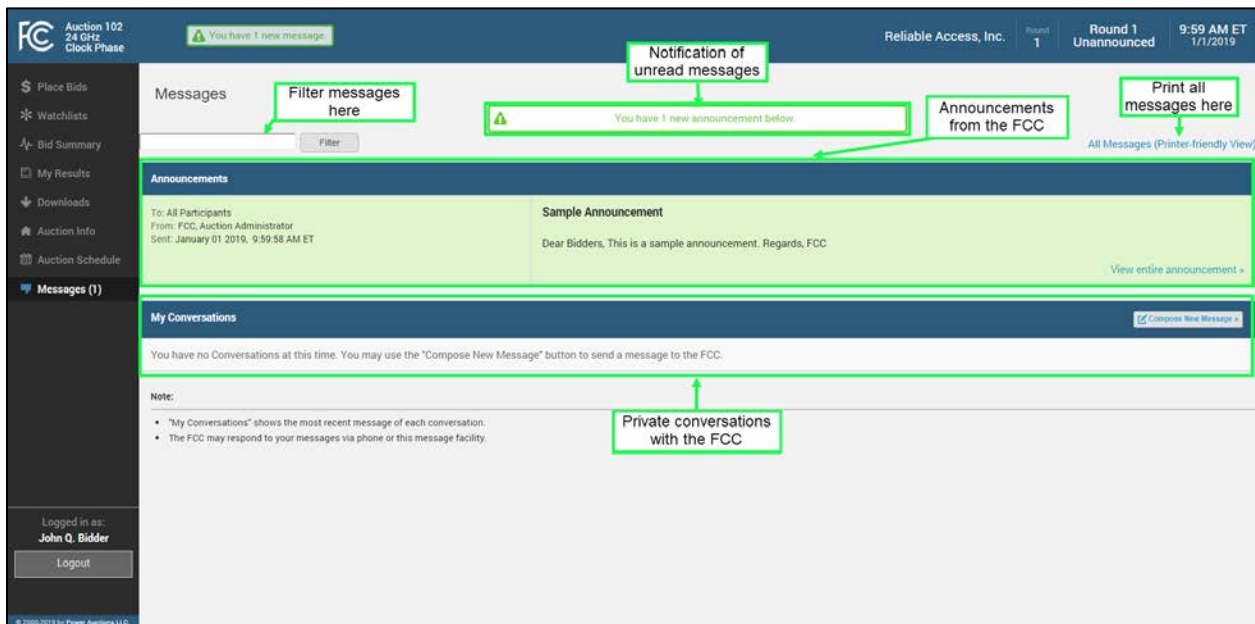 FCC
Auction 102
24 GHz
Clock Phase
You have 1 new message.
Reliable Access, Inc.
Round
1
Round 1
Unannounced
9:59 AM ET
1/1/2019
Place Bids
Watchlists
Bid Summary
My Results
Downloads
Auction Info
Auction Schedule
Messages (1)
Logged in as:
John Q. Bidder
Logout
© 2000-2019 by Power Auctions LLC.
Messages
Filter messages
here
Notification of
unread messages
Announcements
from the FCC
Print all
messages here
You have 1 new announcement below.
Filter
All Messages (Printer-friendly View)
Announcements
To: All Participants
From: FCC, Auction Administrator
Sent: January 01 2019, 9:59:58 AM ET
Sample Announcement
Dear Bidders, This is a sample announcement. Regards, FCC
View entire announcement »
My Conversations
Compose New Message »
You have no Conversations at this time. You may use the "Compose New Message" button to send a message to the FCC.
Note:
• "My Conversations" shows the most recent message of each conversation.
• The FCC may respond to your messages via phone or this message facility.
Private conversations
with the FCC